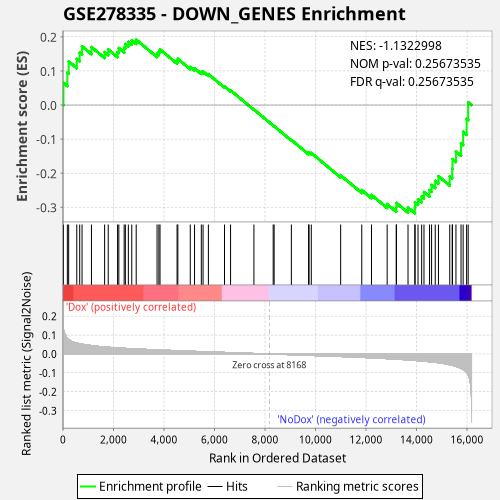 GSE278335 - DOWN_GENES Enrichment
NES: -1.1322998
NOM p-val: 0.25673535
FDR q-val: 0.25673535
Enrichment score (ES)
0.2
0.1
0.0
-0.1
-0.2
-0.3
'Dox' (positively correlated)
Ranked list metric (Signal2Noise)
0.2
0.1
0.0
-0.1
-0.2
-0.3
Zero cross at 8168
'NoDox' (negatively correlated)
0 2,000 4,000 6,000 8,000 10,000 12,000 14,000 16,000
Rank in Ordered Dataset
Enrichment profile Hits Ranking metric scores